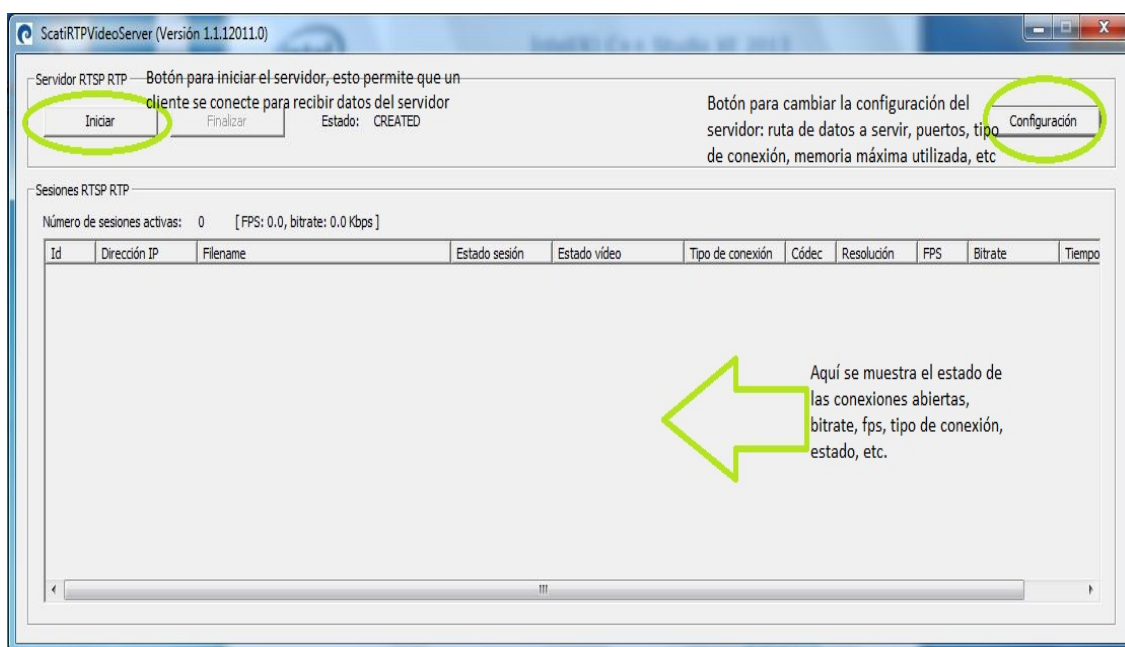 ScatiRTPVideoServer (Versión 1.1.12011.0)
Servidor RTSP RTP
Botón para iniciar el servidor, esto permite que un
cliente se conecte para recibir datos del servidor
Iniciar
Finalizar
Estado: CREATED
Botón para cambiar la configuración del
servidor: ruta de datos a servir, puertos, tipo
de conexión, memoria máxima utilizada, etc
Configuración
Sesiones RTSP RTP
Número de sesiones activas: 0 [ FPS: 0.0, bitrate: 0.0 Kbps ]
Id Dirección IP Filename Estado sesión Estado vídeo Tipo de conexión Códec Resolución FPS Bitrate Tiempo
Aquí se muestra el estado de
las conexiones abiertas,
bitrate, fps, tipo de conexión,
estado, etc.